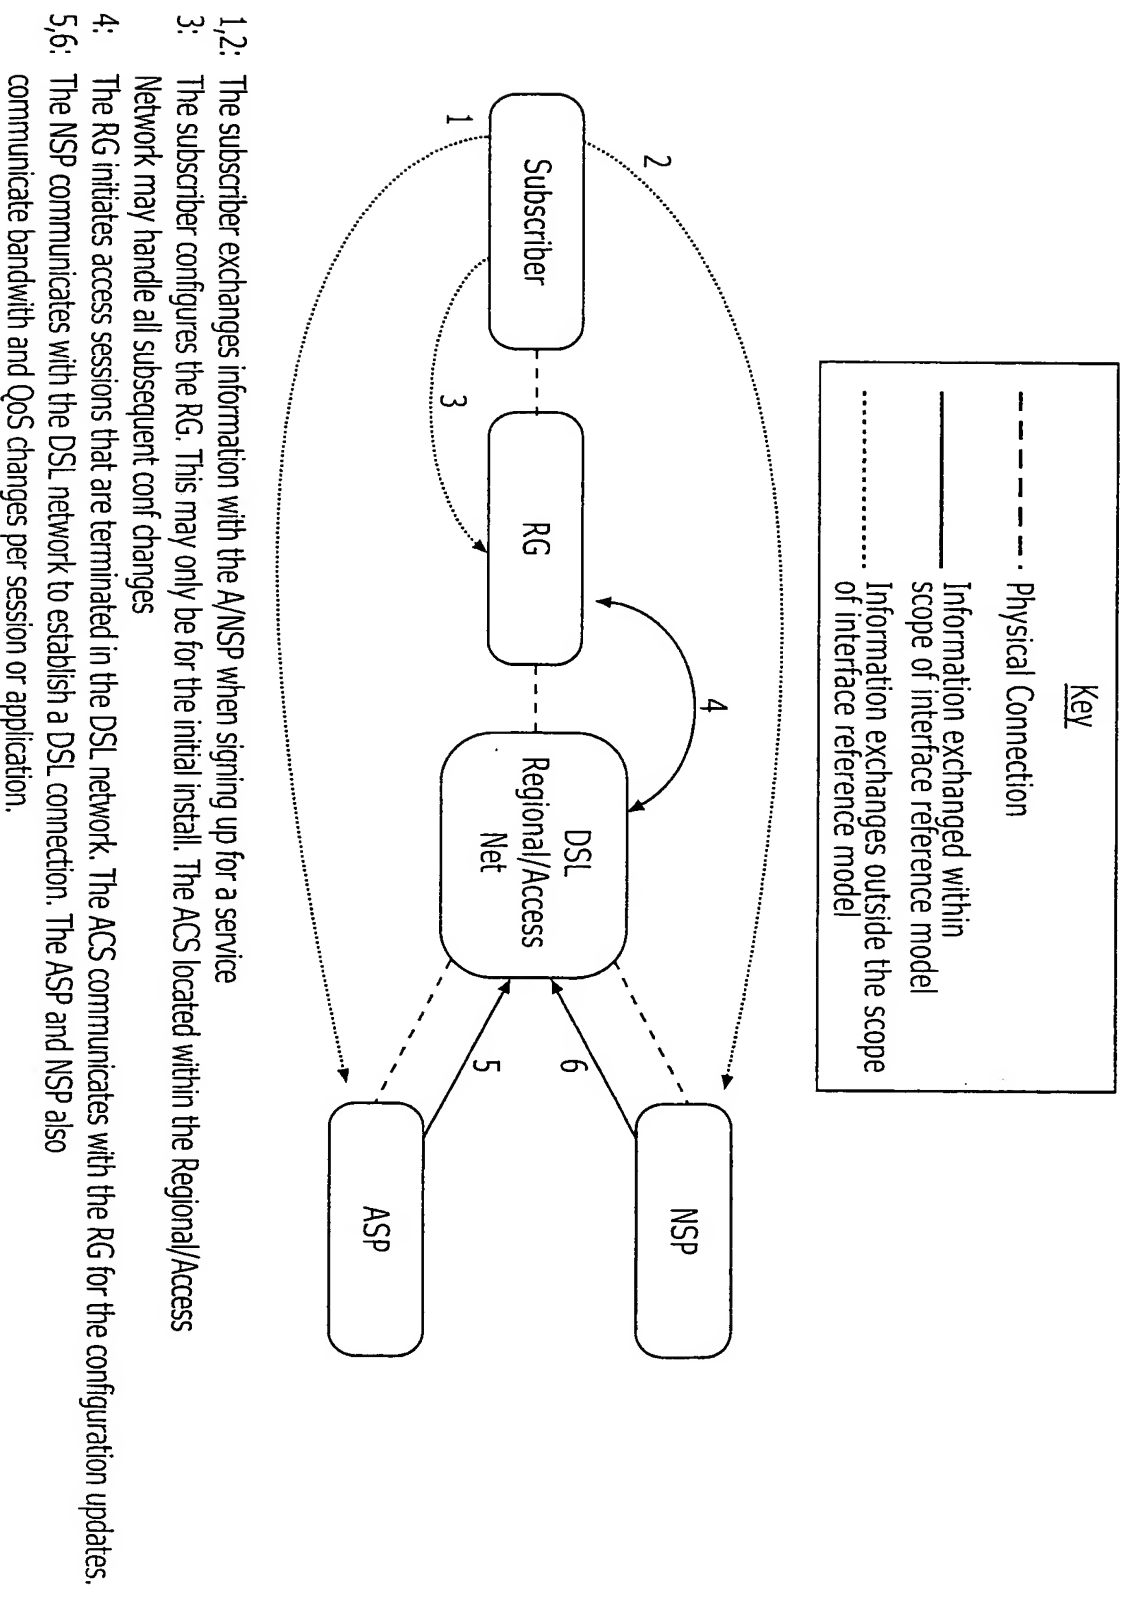 Key
Physical Connection
Information exchanged within
scope of interface reference model
Information exchanges outside the scope
of interface reference model
2
4
NSP
6
Subscriber
RG
DSL
Regional/Access
Net
1
3
5
ASP
1,2: The subscriber exchanges information with the A/NSP when signing up for a service
3: The subscriber configures the RG. This may only be for the initial install. The ACS located within the Regional/Access
Network may handle all subsequent conf changes
4: The RG initiates access sessions that are terminated in the DSL network. The ACS communicates with the RG for the configuration updates.
5,6: The NSP communicates with the DSL network to establish a DSL connection. The ASP and NSP also
communicate bandwith and QoS changes per session or application.